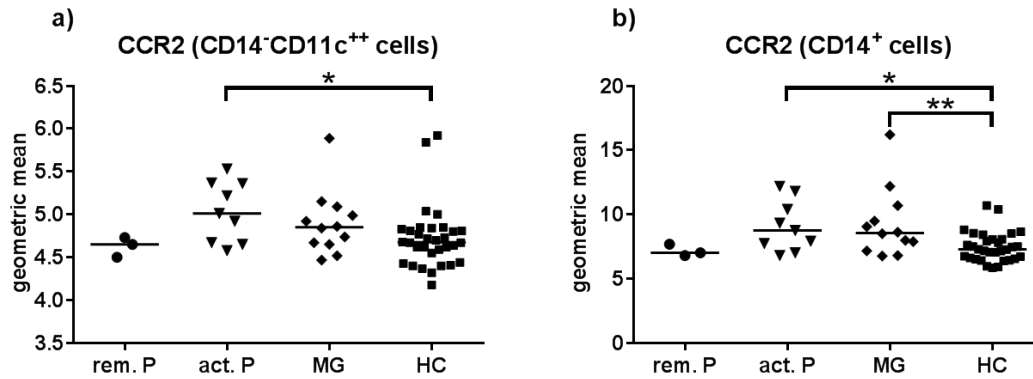 a)
CCR2 (CD14⁻CD11c⁺⁺ cells)
*
6.5
6.0
5.5
5.0
4.5
4.0
3.5
geometric mean
rem. P act. P MG HC
b)
CCR2 (CD14⁺ cells)
*
**
20
15
10
5
0
geometric mean
rem. P act. P MG HC